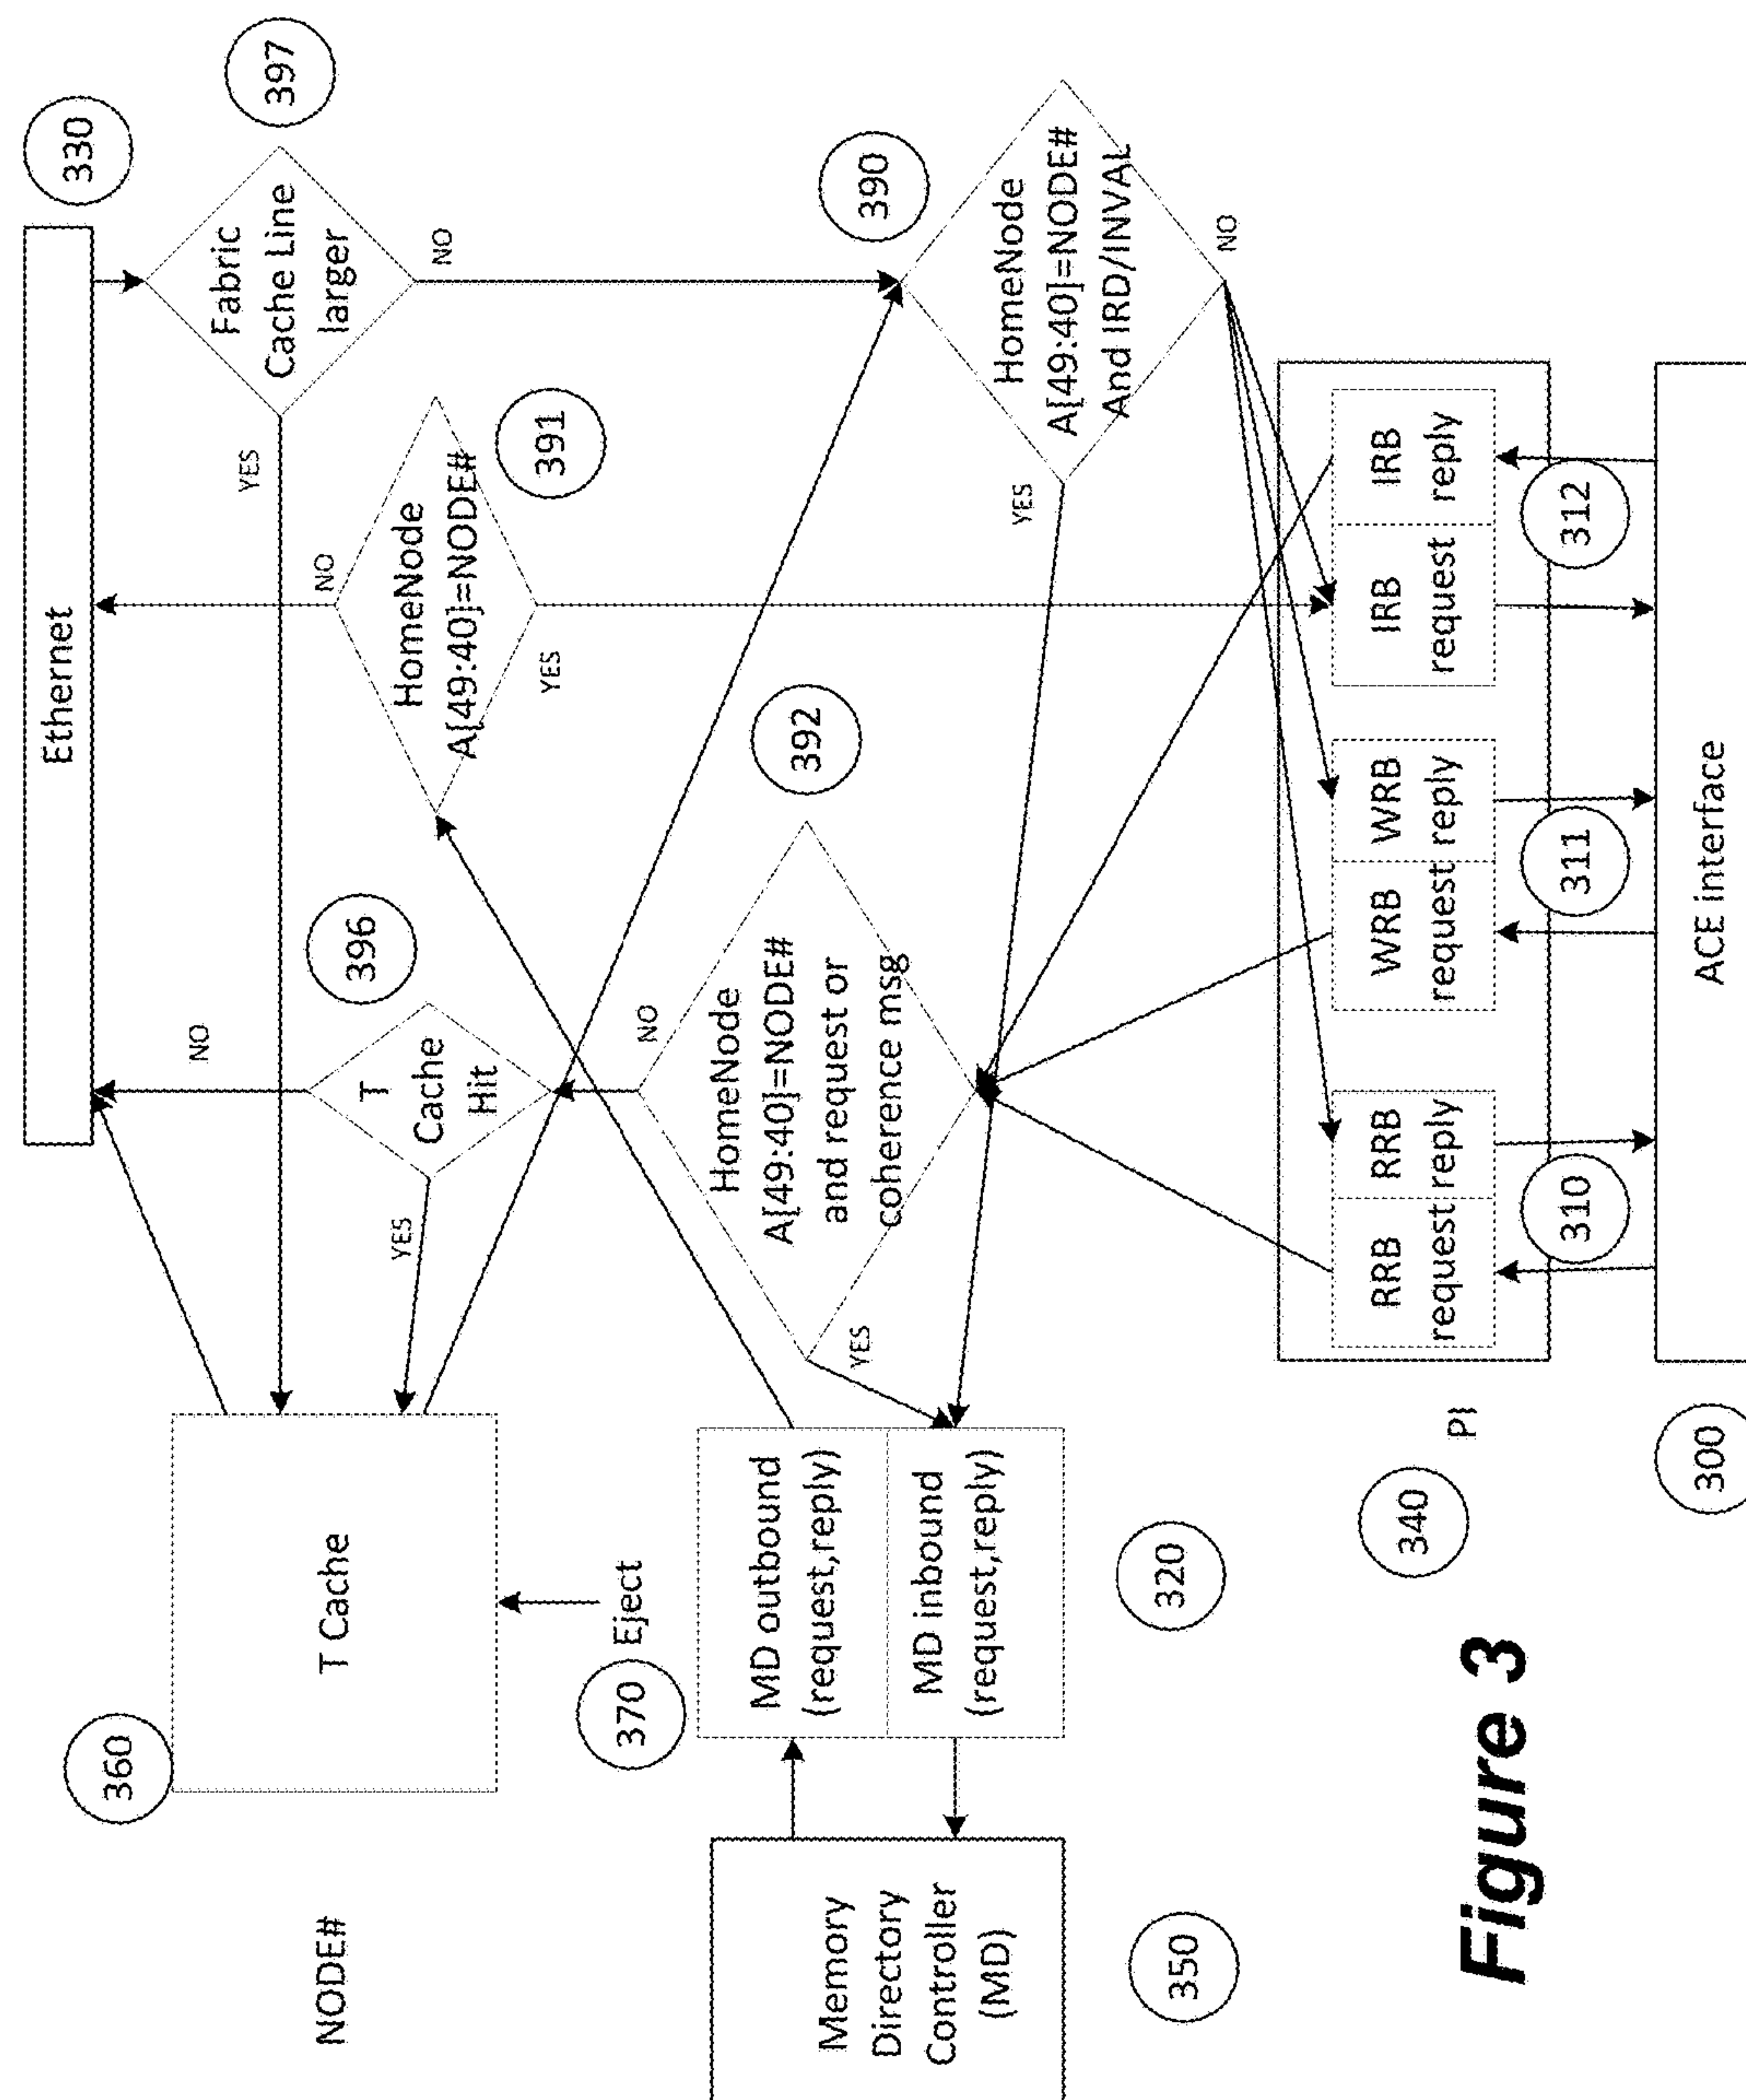 Ethernet
330
397
Fabric
Cache Line
larger
YES
NO
NO
HomeNode
A[49:40]=NODE#
391
YES
396
NO
T
Cache
Hit
YES
360
T Cache
370
Eject
NODE#
392
NO
HomeNode
A[49:40]=NODE#
and request or
coherence msg
YES
390
HomeNode
A[49:40]=NODE#
And IRD/INVAL
YES
NO
MD outbound
(request,reply)
MD inbound
(request,reply)
320
Memory
Directory
Controller
(MD)
350
PI
340
RRB
request
RRB
reply
WRB
request
WRB
reply
IRB
request
IRB
reply
310
311
312
ACE interface
300
Figure 3